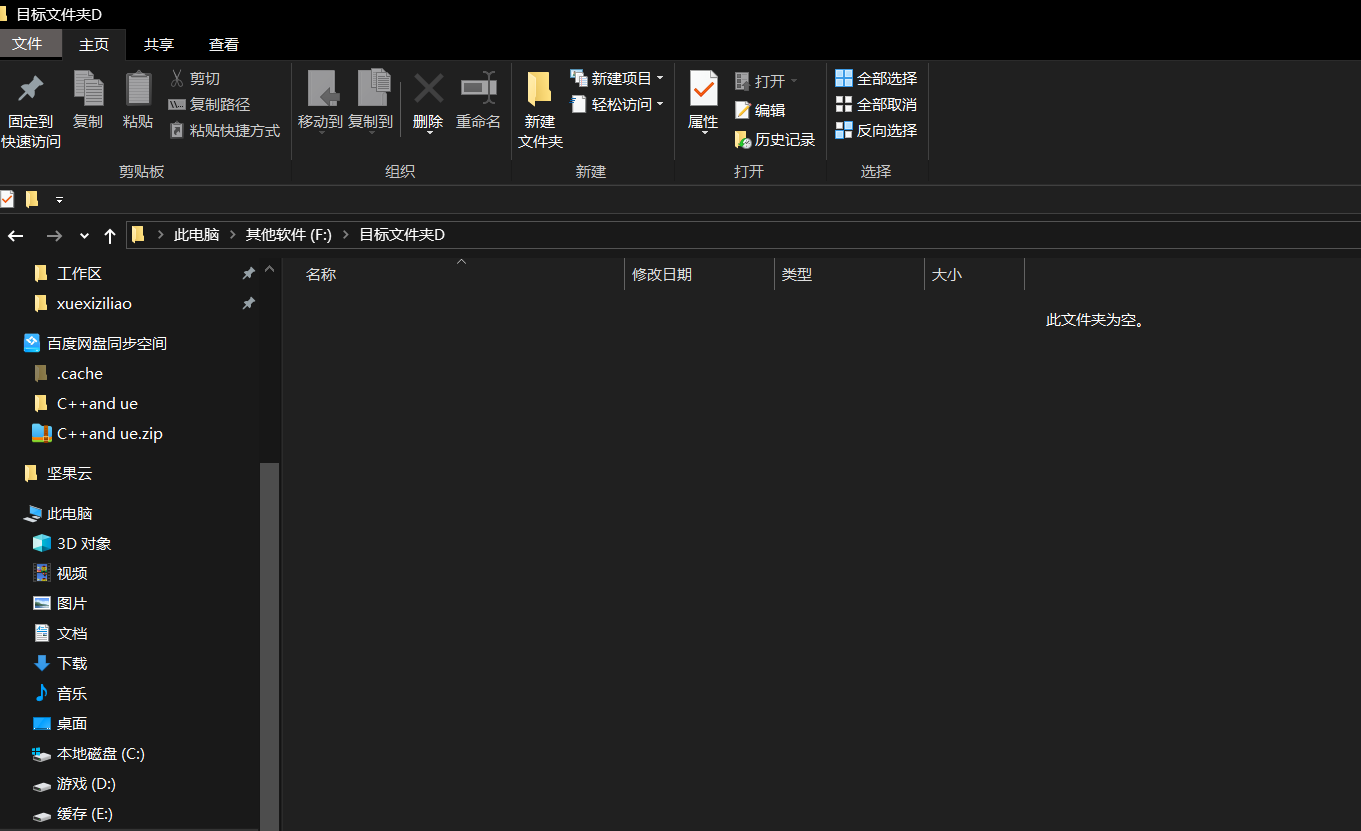 目标文件夹D
文件 主页 共享 查看
固定到
快速访问
复制
粘贴
剪切
复制路径
粘贴快捷方式
剪贴板
移动到
复制到
删除
重命名
组织
新建
文件夹
新建项目
轻松访问
新建
属性
打开
编辑
历史记录
打开
全部选择
全部取消
反向选择
选择
此电脑 其他软件 (F:) 目标文件夹D
工作区
xuexiziliao
百度网盘同步空间
.cache
C++and ue
C++and ue.zip
坚果云
此电脑
3D 对象
视频
图片
文档
下载
音乐
桌面
本地磁盘 (C:)
游戏 (D:)
缓存 (E:)
名称 修改日期 类型 大小
此文件夹为空。